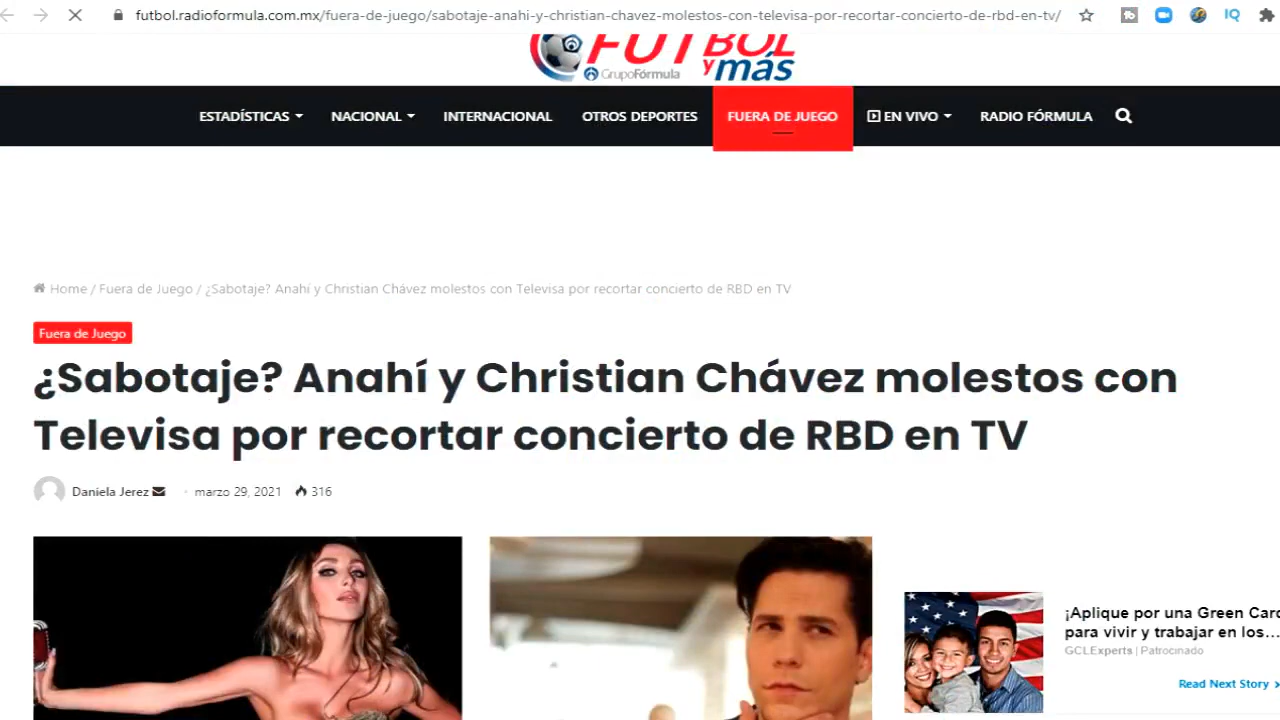 futbol.radioformula.com.mx/fuera-de-juego/sabotaje-anahi-y-christian-chavez-molestos-con-televisa-por-recortar-concierto-de-rbd-en-tv/
IQ
FUTBOL
GrupoFórmula y más
ESTADÍSTICAS NACIONAL INTERNACIONAL OTROS DEPORTES FUERA DE JUEGO EN VIVO RADIO FÓRMULA
Home / Fuera de Juego / ¿Sabotaje? Anahí y Christian Chávez molestos con Televisa por recortar concierto de RBD en TV
Fuera de Juego
¿Sabotaje? Anahí y Christian Chávez molestos con
Televisa por recortar concierto de RBD en TV
Daniela Jerez marzo 29, 2021 316
¡Aplique por una Green Card
para vivir y trabajar en los...
GCLExperts | Patrocinado
Read Next Story >